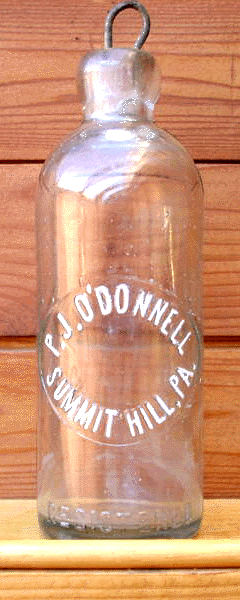 P.J. O'DONNELL
SUMMIT HILL, PA.